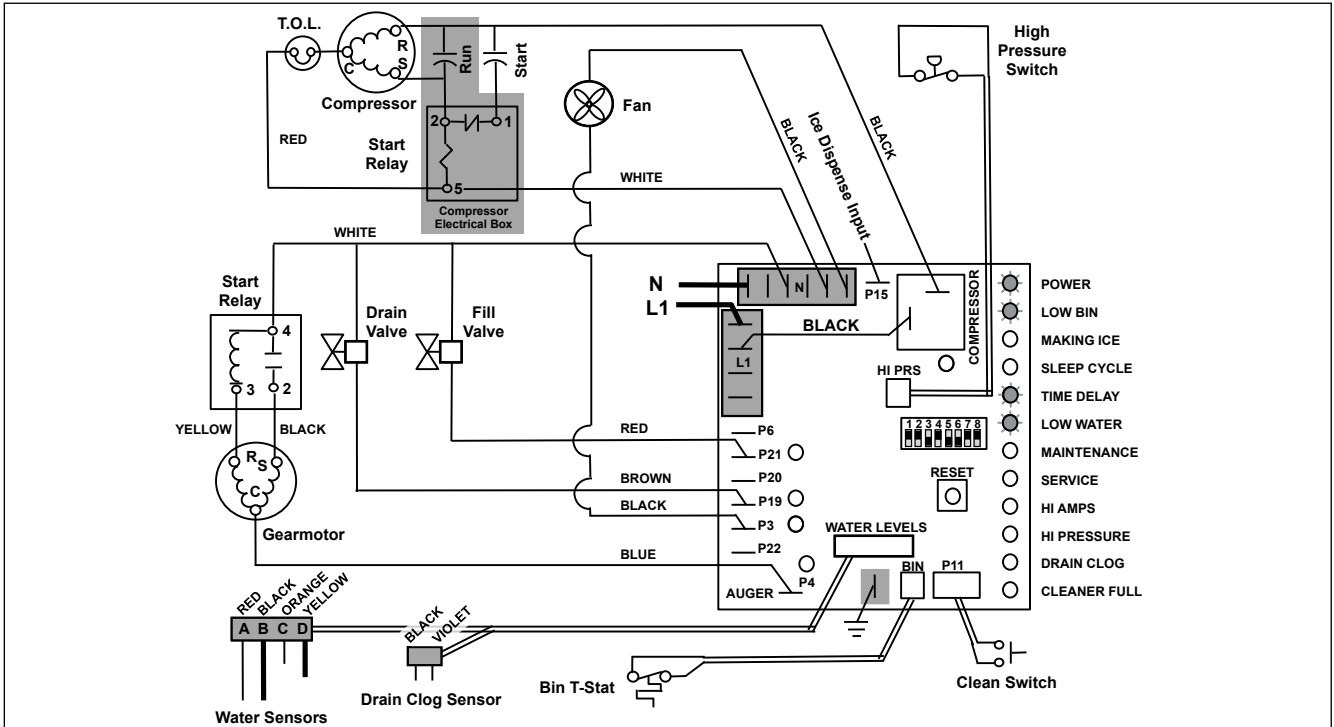 T.O.L.
R
S
C
Compressor
Run
Start
2
1
Start
Relay
5
Compressor
Electrical Box
RED
WHITE
Fan
BLACK
Ice Dispense Input
BLACK
High
Pressure
Switch
WHITE
Start
Relay
4
3
2
YELLOW
BLACK
R
S
C
Gearmotor
Drain
Valve
Fill
Valve
N
L1
N
P15
L1
BLACK
COMPRESSOR
HI PRS
1 2 3 4 5 6 7 8
RESET
POWER
LOW BIN
MAKING ICE
SLEEP CYCLE
TIME DELAY
LOW WATER
MAINTENANCE
SERVICE
HI AMPS
HI PRESSURE
DRAIN CLOG
CLEANER FULL
RED
BROWN
BLACK
BLUE
P6
P21
P20
P19
P3
P22
P4
AUGER
WATER LEVELS
BIN
P11
RED
BLACK
ORANGE
YELLOW
A B C D
Water Sensors
BLACK
VIOLET
Drain Clog Sensor
Bin T-Stat
Clean Switch